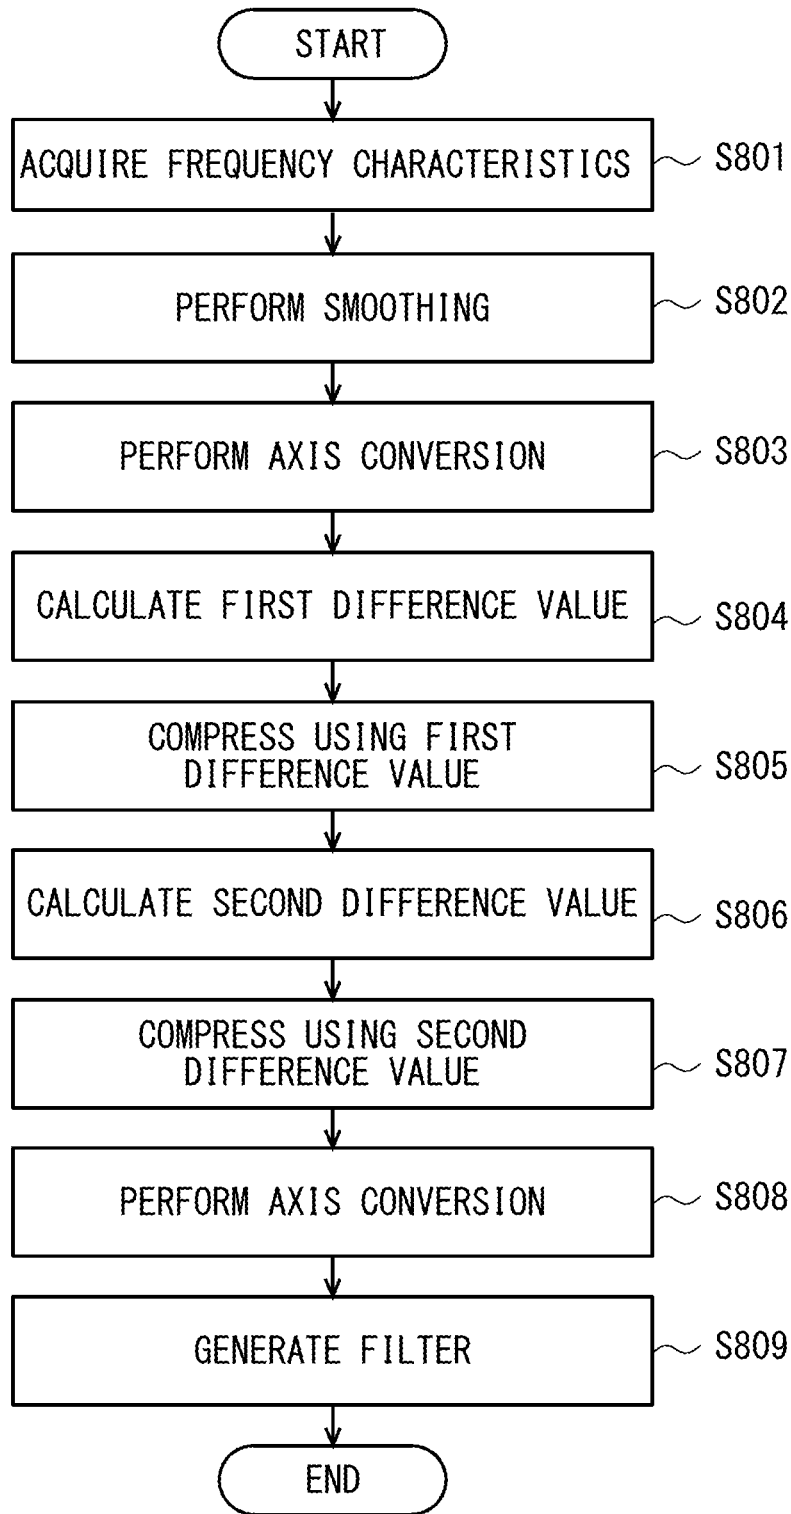 START
ACQUIRE FREQUENCY CHARACTERISTICS
S801
PERFORM SMOOTHING
S802
PERFORM AXIS CONVERSION
S803
CALCULATE FIRST DIFFERENCE VALUE
S804
COMPRESS USING FIRST
DIFFERENCE VALUE
S805
CALCULATE SECOND DIFFERENCE VALUE
S806
COMPRESS USING SECOND
DIFFERENCE VALUE
S807
PERFORM AXIS CONVERSION
S808
GENERATE FILTER
S809
END